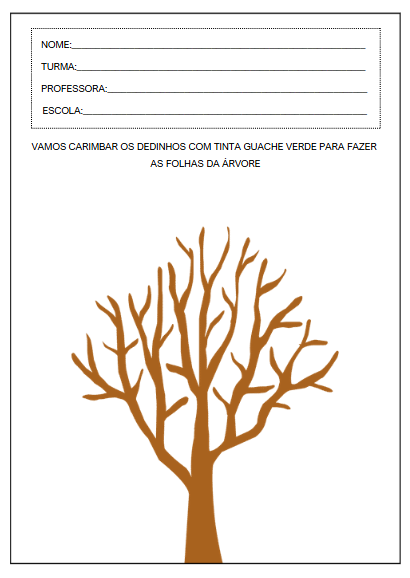 NOME:
TURMA:
PROFESSORA:
ESCOLA:
VAMOS CARIMBAR OS DEDINHOS COM TINTA GUACHE VERDE PARA FAZER
AS FOLHAS DA ÁRVORE